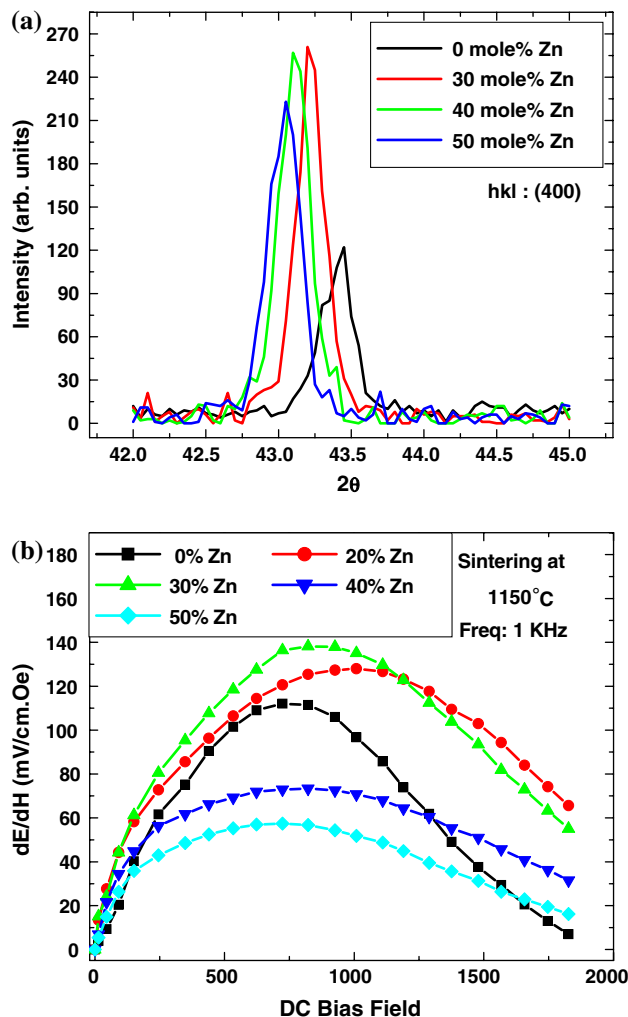 (a)
270
240
210
180
150
120
90
60
30
0
Intensity (arb. units)
0 mole% Zn
30 mole% Zn
40 mole% Zn
50 mole% Zn
hkl : (400)
42.0 42.5 43.0 43.5 44.0 44.5 45.0
2θ
(b)
180
160
140
120
100
80
60
40
20
0
dE/dH (mV/cm.Oe)
0% Zn 20% Zn
30% Zn 40% Zn
50% Zn
Sintering at
1150°C
Freq: 1 KHz
0 500 1000 1500 2000
DC Bias Field